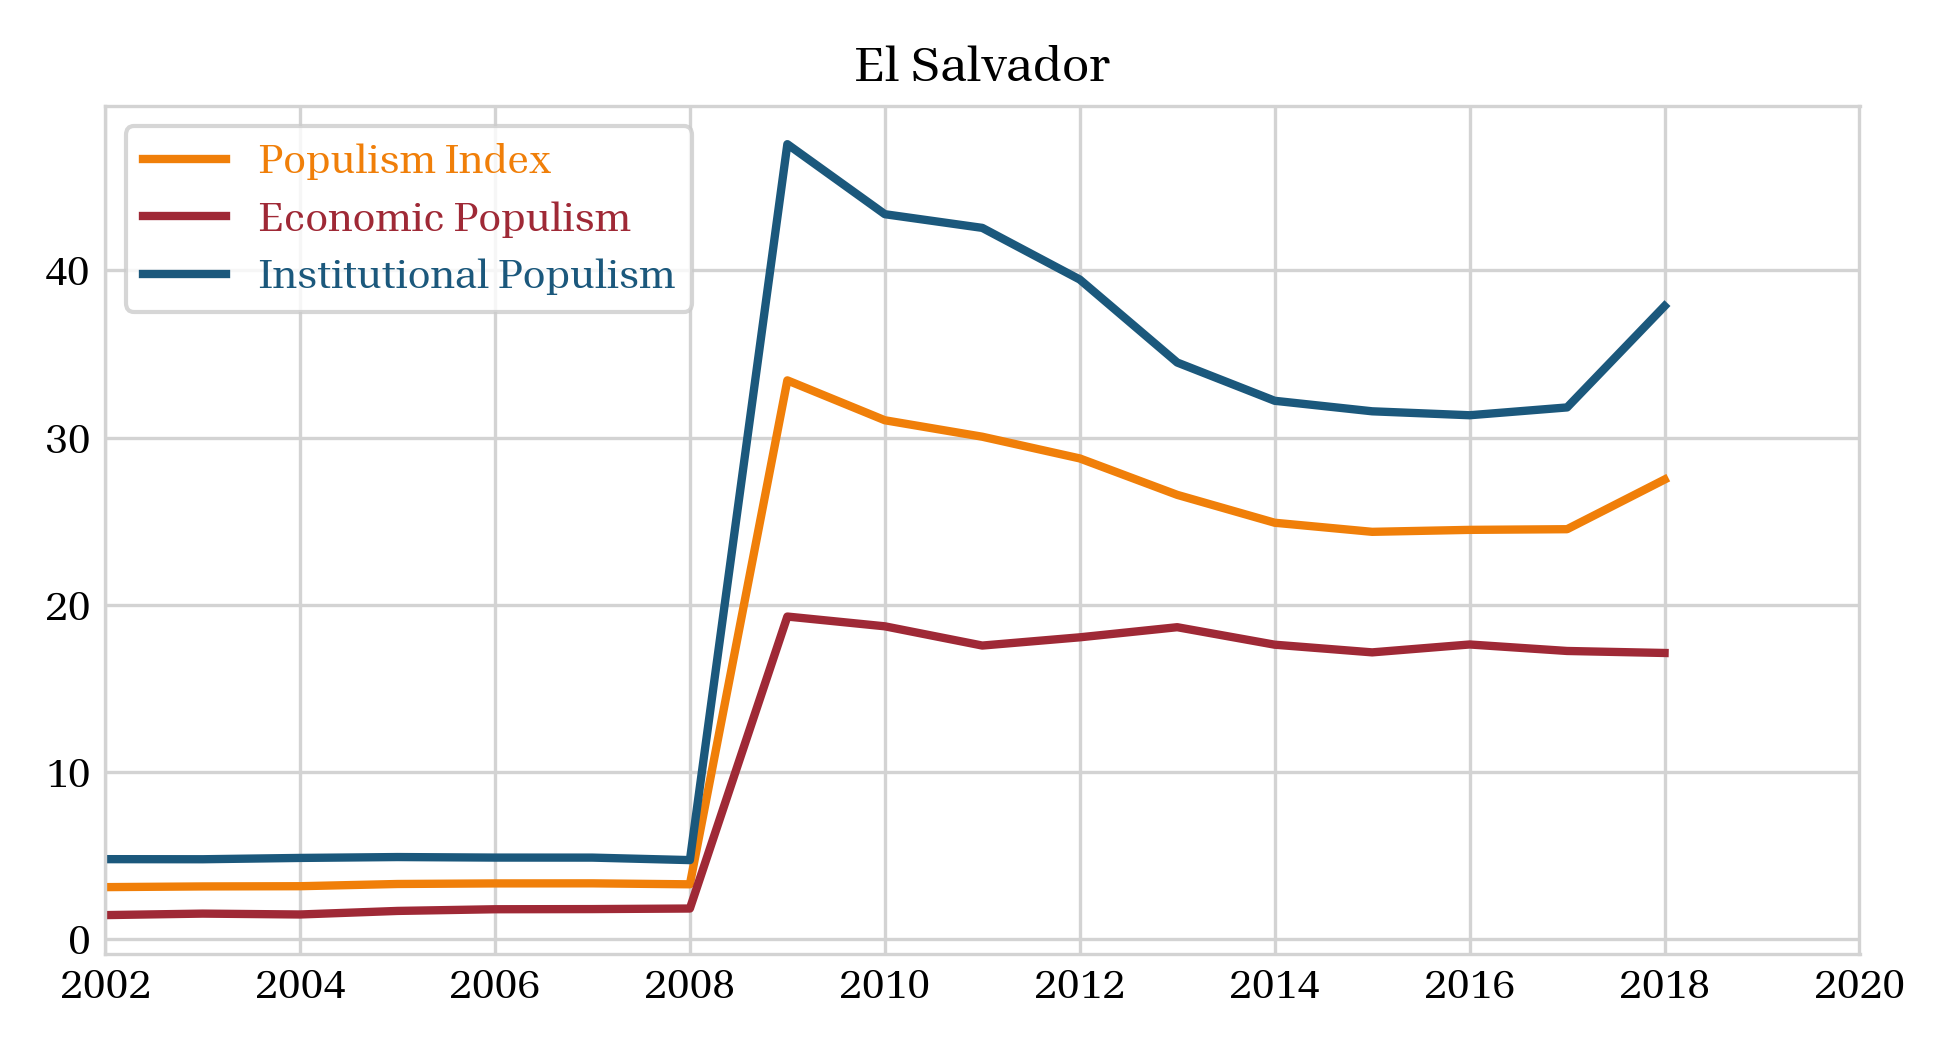 El Salvador
Populism Index
Economic Populism
Institutional Populism
40
30
20
10
0
2002 2004 2006 2008 2010 2012 2014 2016 2018 2020